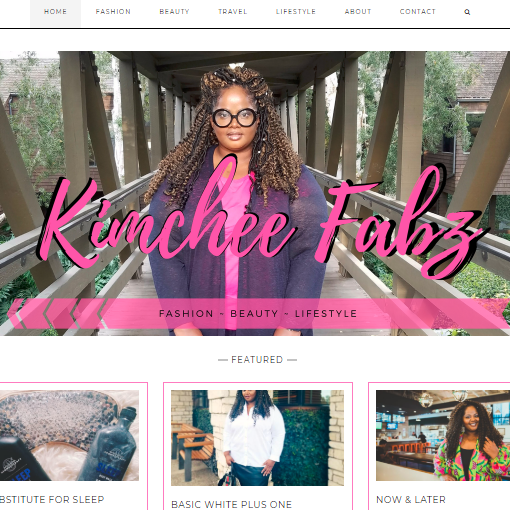 HOME FASHION BEAUTY TRAVEL LIFESTYLE ABOUT CONTACT
Kimchee Fabz
FASHION ~ BEAUTY ~ LIFESTYLE
— FEATURED —
BSTITUTE FOR SLEEP
BASIC WHITE PLUS ONE
NOW & LATER